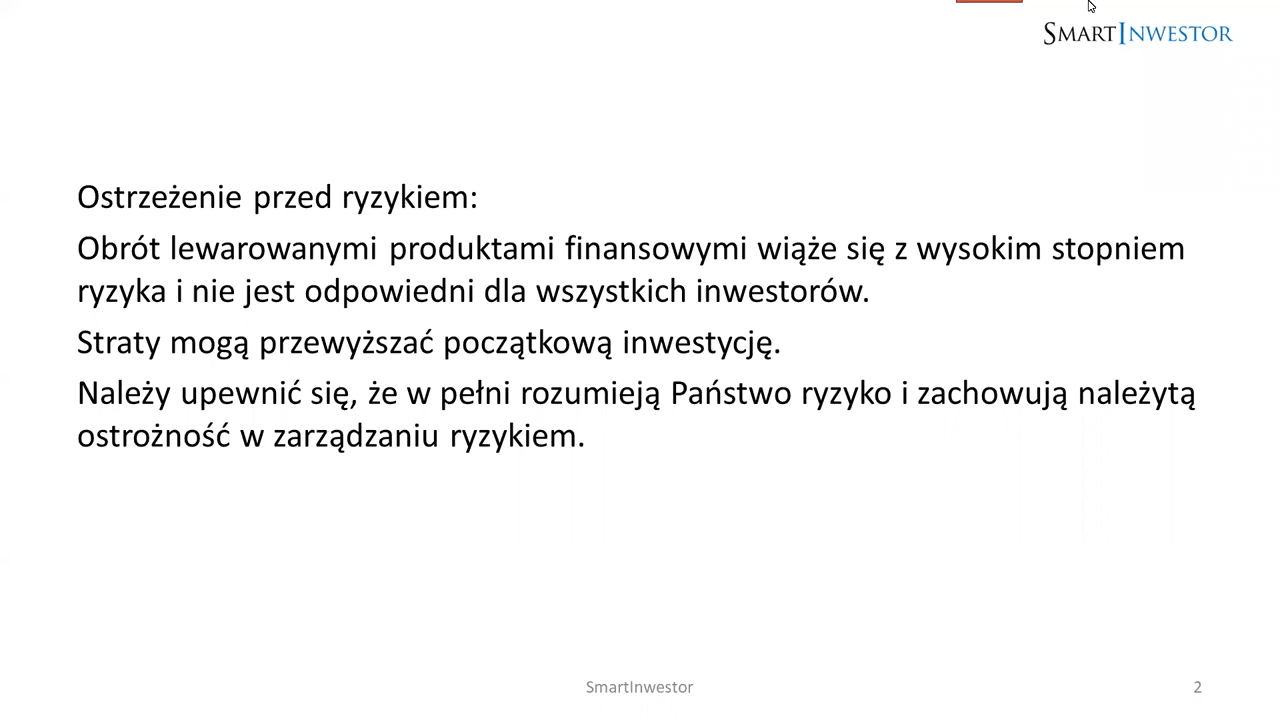 SMARTINWESTOR
Ostrzeżenie przed ryzykiem:
Obrót lewarowanymi produktami finansowymi wiąże się z wysokim stopniem
ryzyka i nie jest odpowiedni dla wszystkich inwestorów.
Straty mogą przewyższać początkową inwestycję.
Należy upewnić się, że w pełni rozumieją Państwo ryzyko i zachowują należytą
ostrożność w zarządzaniu ryzykiem.
SmartInwestor
2